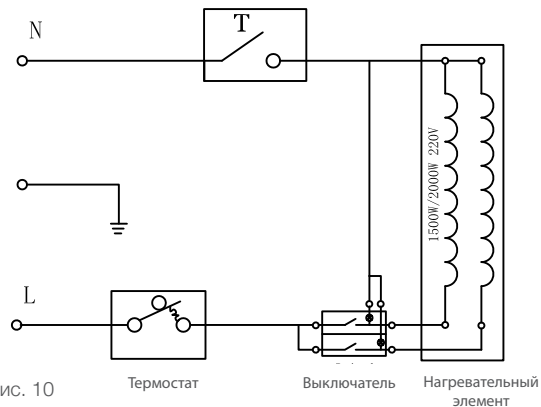 N
T
1500W/2000W 220V
L
ис. 10
Термостат
Выключатель
Нагревательный
элемент